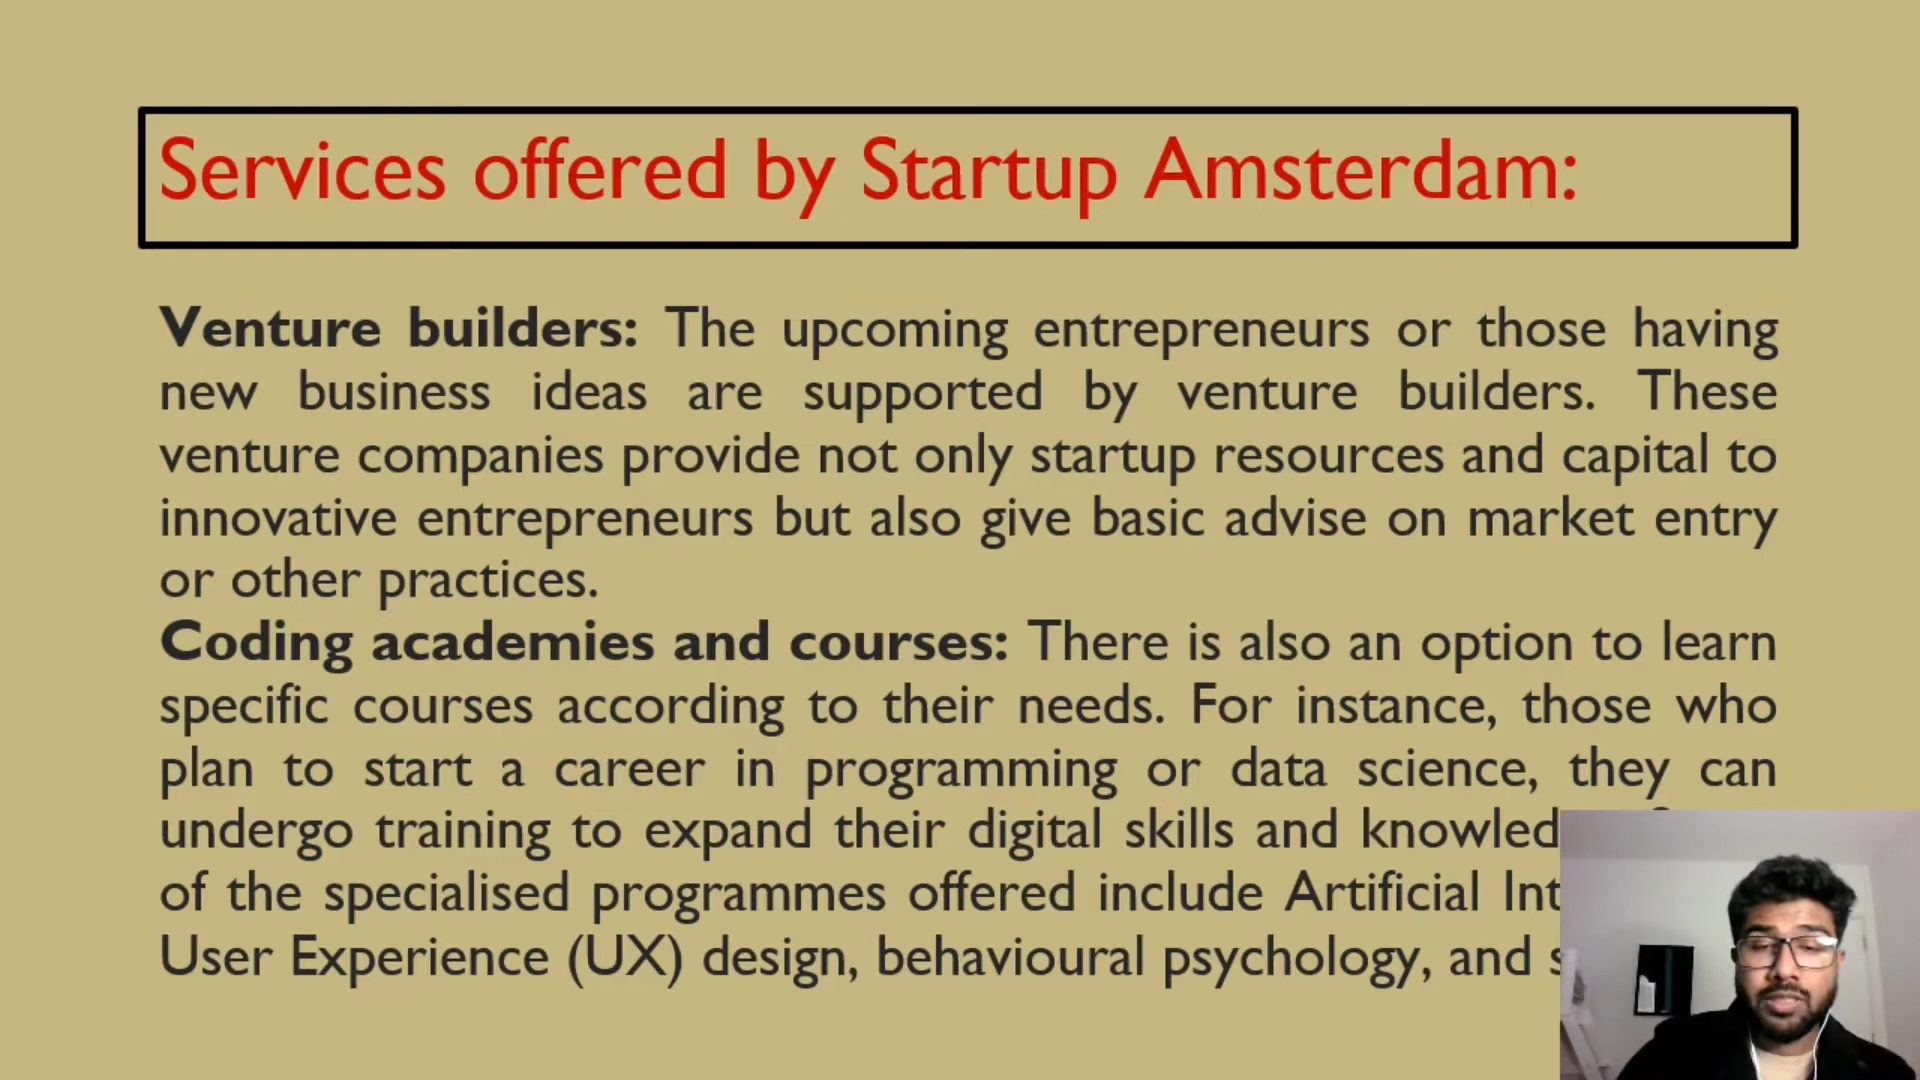 Services offered by Startup Amsterdam:
Venture builders: The upcoming entrepreneurs or those having
new business ideas are supported by venture builders. These
venture companies provide not only startup resources and capital to
innovative entrepreneurs but also give basic advise on market entry
or other practices.
Coding academies and courses: There is also an option to learn
specific courses according to their needs. For instance, those who
plan to start a career in programming or data science, they can
undergo training to expand their digital skills and
of the specialised programmes offered include Artificial
User Experience (UX) design, behavioural psychology, and